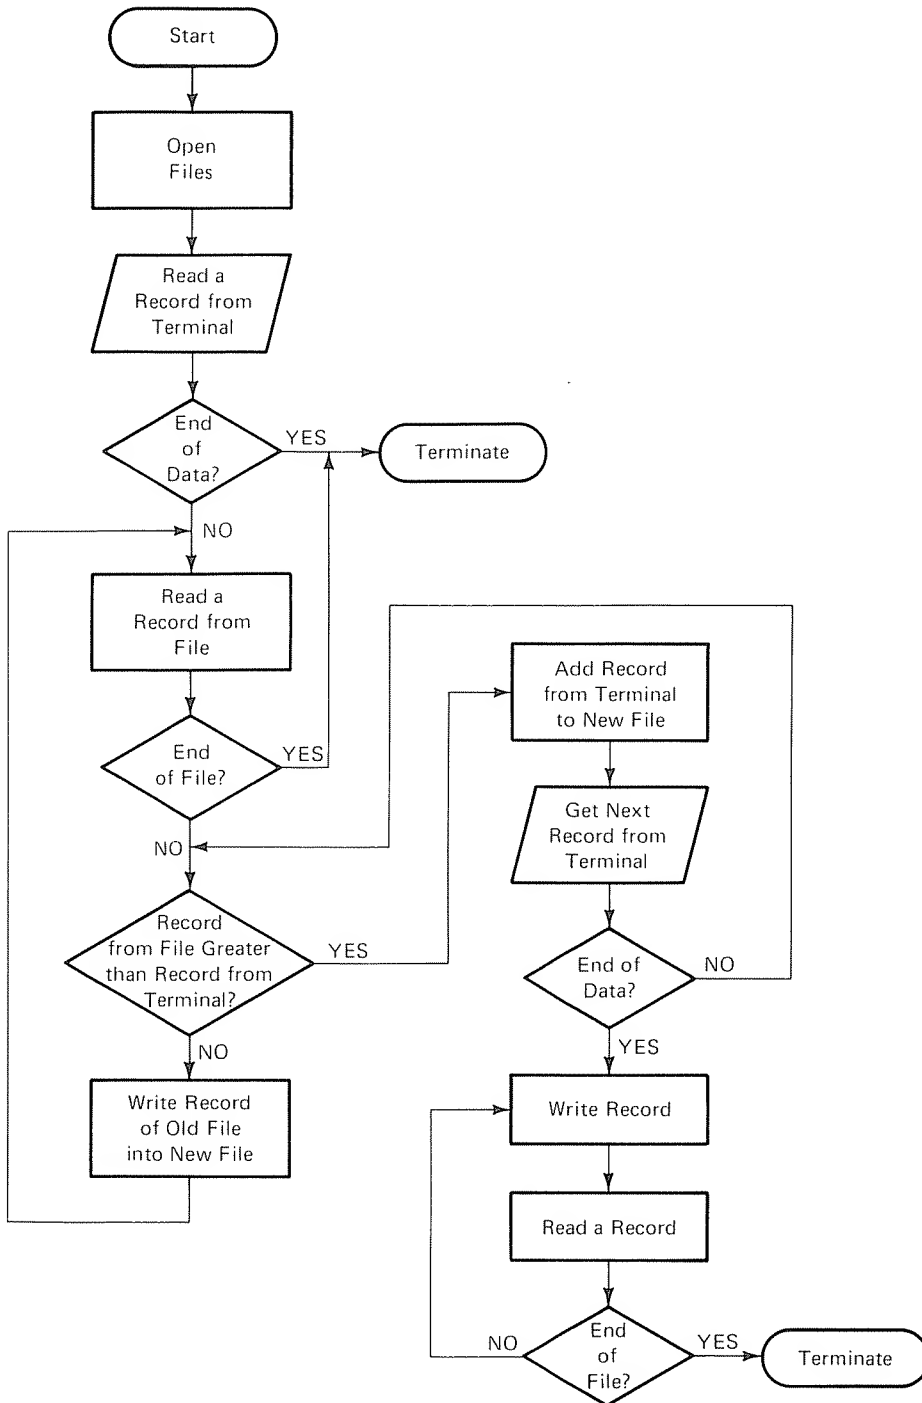 Start
Open
Files
Read a
Record from
Terminal
End
of
Data?
YES
Terminate
NO
Read a
Record from
File
End
of File?
YES
NO
Record
from File Greater
than Record from
Terminal?
YES
NO
Write Record
of Old File
into New File
Add Record
from Terminal
to New File
Get Next
Record from
Terminal
End of
Data?
NO
YES
Write Record
Read a Record
End
of
File?
NO
YES
Terminate